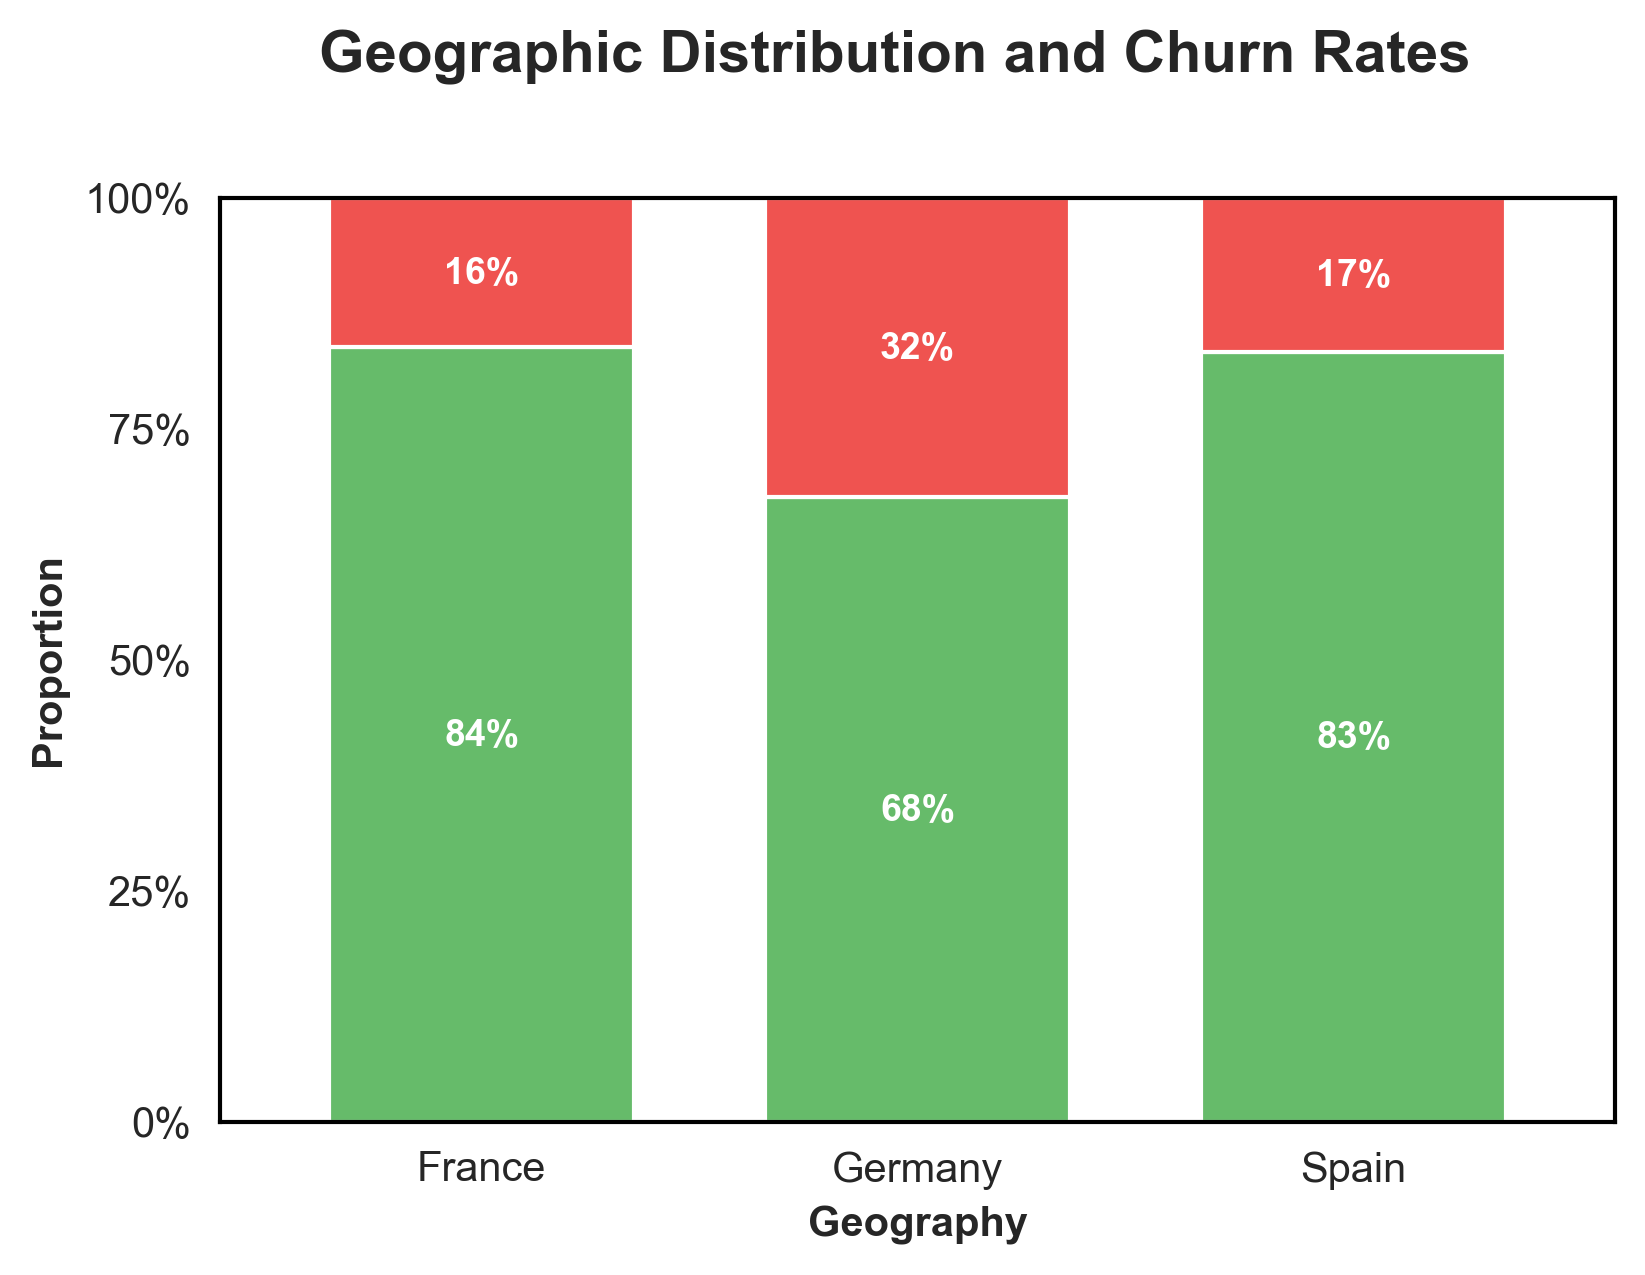 Geographic Distribution and Churn Rates
100%
75%
50%
25%
0%
Proportion
16%
32%
17%
84%
68%
83%
France
Germany
Spain
Geography